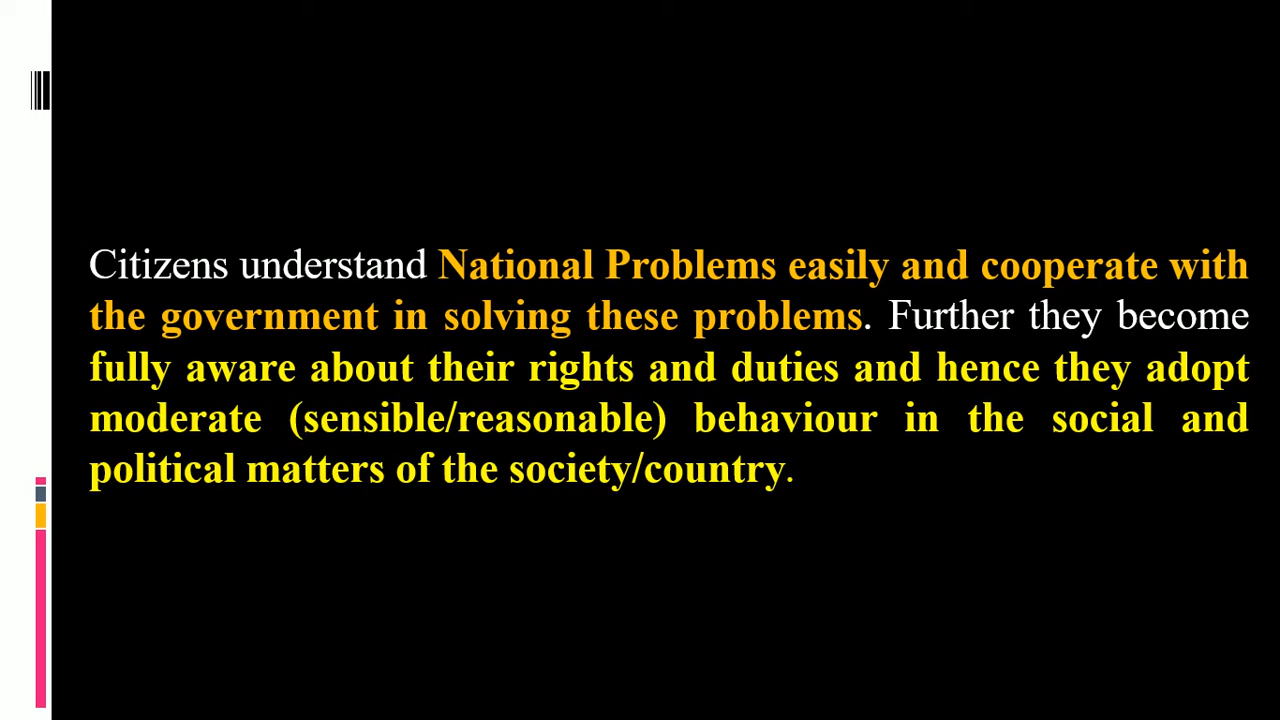 Citizens understand National Problems easily and cooperate with
the government in solving these problems. Further they become
fully aware about their rights and duties and hence they adopt
moderate (sensible/reasonable) behaviour in the social and
political matters of the society/country.